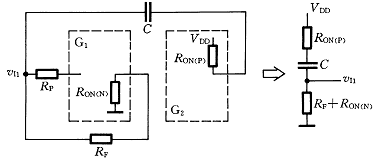 C
G₁
G₂
V_DD
R_ON(P)
v_I1
R_P
R_ON(N)
R_F
V_DD
R_ON(P)
C
v_I1
R_F+R_ON(N)